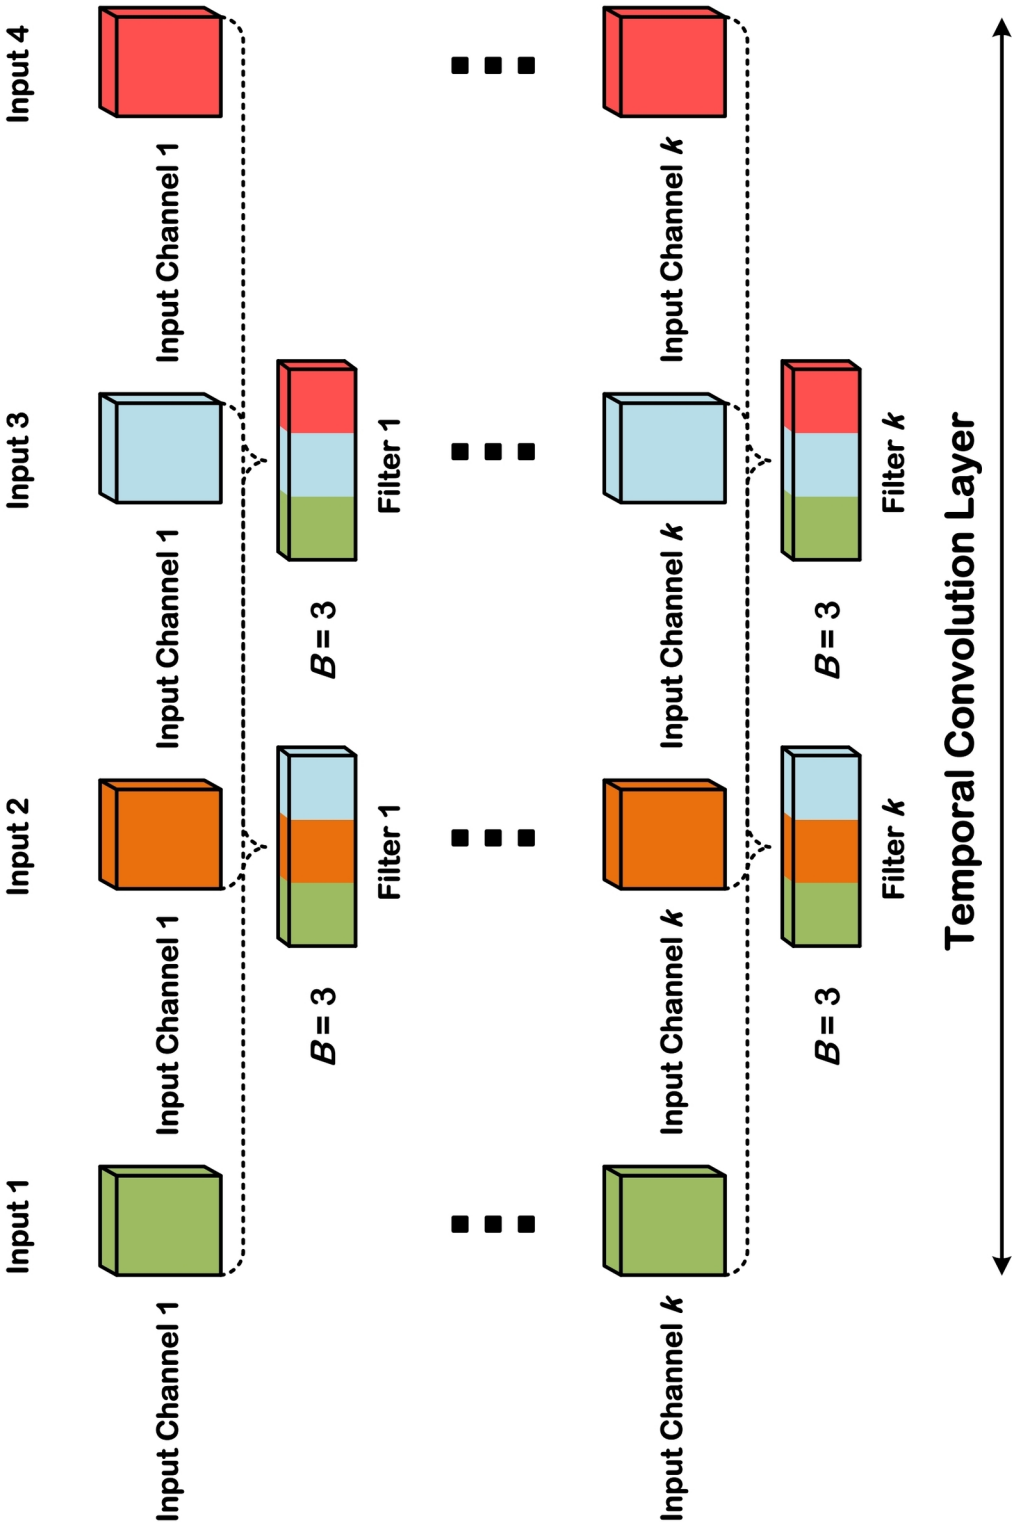 Input 1
Input 2
Input 3
Input 4
Input Channel 1
Input Channel 1
Input Channel 1
Input Channel 1
B = 3
Filter 1
B = 3
Filter 1
Input Channel k
Input Channel k
Input Channel k
Input Channel k
B = 3
Filter k
B = 3
Filter k
Temporal Convolution Layer